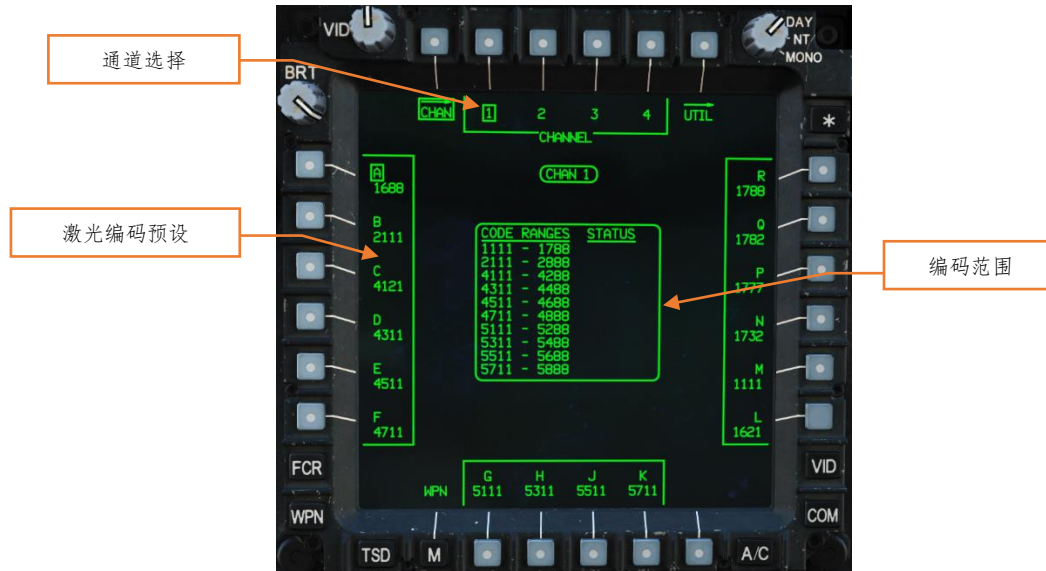 VID
DAY
NT
MONO
通道选择
BRT
CHAN 1 2 3 4 UTIL
CHANNEL
*
CHAN 1
A
1688
R
1788
激光编码预设
B
2111
Q
1782
编码范围
CODE RANGES STATUS
1111 - 1788
2111 - 2888
4111 - 4288
4311 - 4488
4511 - 4688
4711 - 4888
5111 - 5288
5311 - 5488
5511 - 5688
5711 - 5888
C
4121
P
1777
D
4311
N
1732
E
4511
M
1111
F
4711
L
1621
FCR
VID
G H J K
WPN 5111 5311 5511 5711
WPN
COM
TSD M A/C